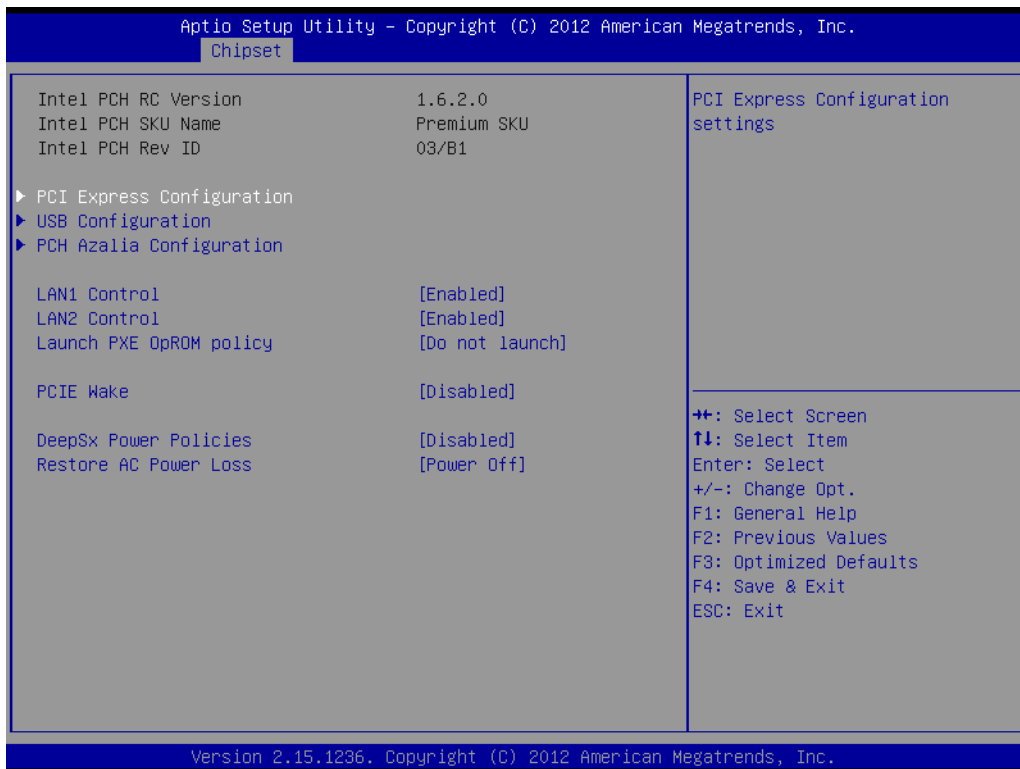 Aptio Setup Utility – Copyright (C) 2012 American Megatrends, Inc.
Chipset
Intel PCH RC Version 1.6.2.0
Intel PCH SKU Name Premium SKU
Intel PCH Rev ID 03/B1
PCI Express Configuration
USB Configuration
PCH Azalia Configuration
LAN1 Control [Enabled]
LAN2 Control [Enabled]
Launch PXE OpROM policy [Do not launch]
PCIE Wake [Disabled]
DeepSx Power Policies [Disabled]
Restore AC Power Loss [Power Off]
PCI Express Configuration
settings
→←: Select Screen
↑↓: Select Item
Enter: Select
+/-: Change Opt.
F1: General Help
F2: Previous Values
F3: Optimized Defaults
F4: Save & Exit
ESC: Exit
Version 2.15.1236. Copyright (C) 2012 American Megatrends, Inc.